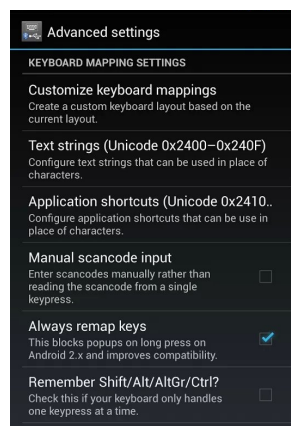 Advanced settings
KEYBOARD MAPPING SETTINGS
Customize keyboard mappings
Create a custom keyboard layout based on the
current layout.
Text strings (Unicode 0x2400–0x240F)
Configure text strings that can be used in place of
characters.
Application shortcuts (Unicode 0x2410..
Configure application shortcuts that can be use in
place of characters.
Manual scancode input
Enter scancodes manually rather than
reading the scancode from a single
keypress.
Always remap keys
This blocks popups on long press on
Android 2.x and improves compatibility.
Remember Shift/Alt/AltGr/Ctrl?
Check this if your keyboard only handles
one keypress at a time.